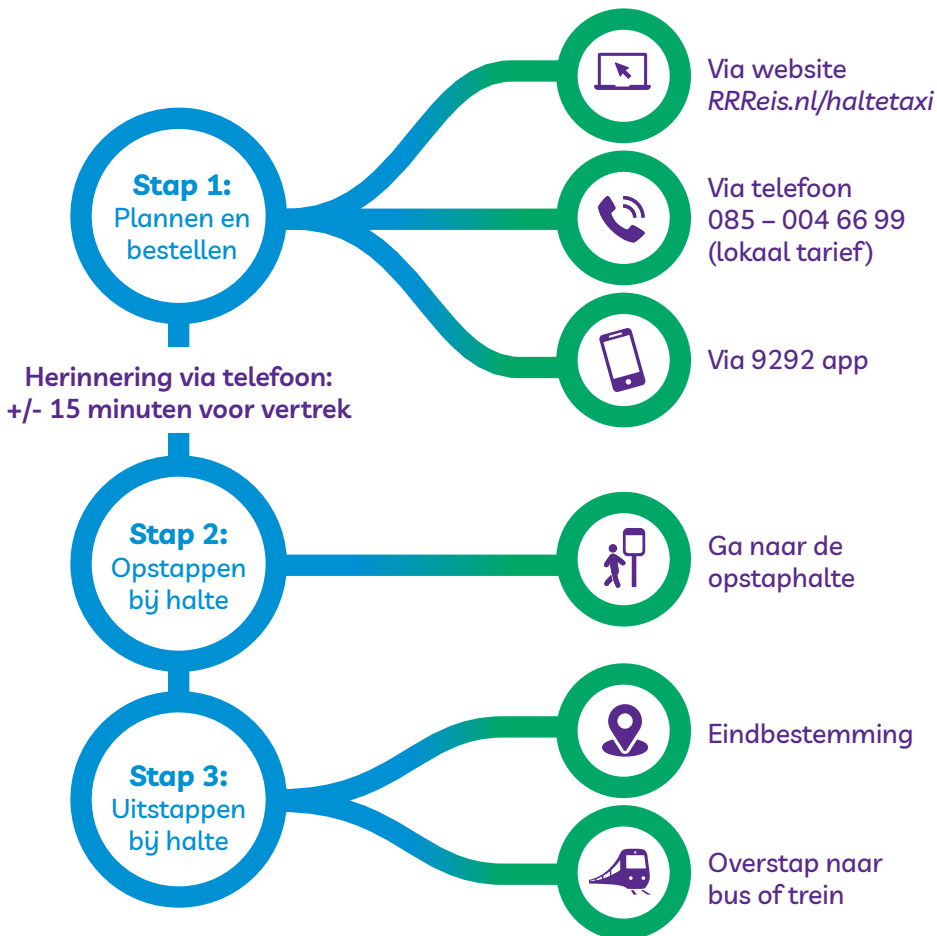 Stap 1:
Plannen en
bestellen
Via website
RRReis.nl/haltetaxi
Via telefoon
085 – 004 66 99
(lokaal tarief)
Via 9292 app
Herinnering via telefoon:
+/- 15 minuten voor vertrek
Stap 2:
Opstappen
bij halte
Ga naar de
opstaphalte
Stap 3:
Uitstappen
bij halte
Eindbestemming
Overstap naar
bus of trein